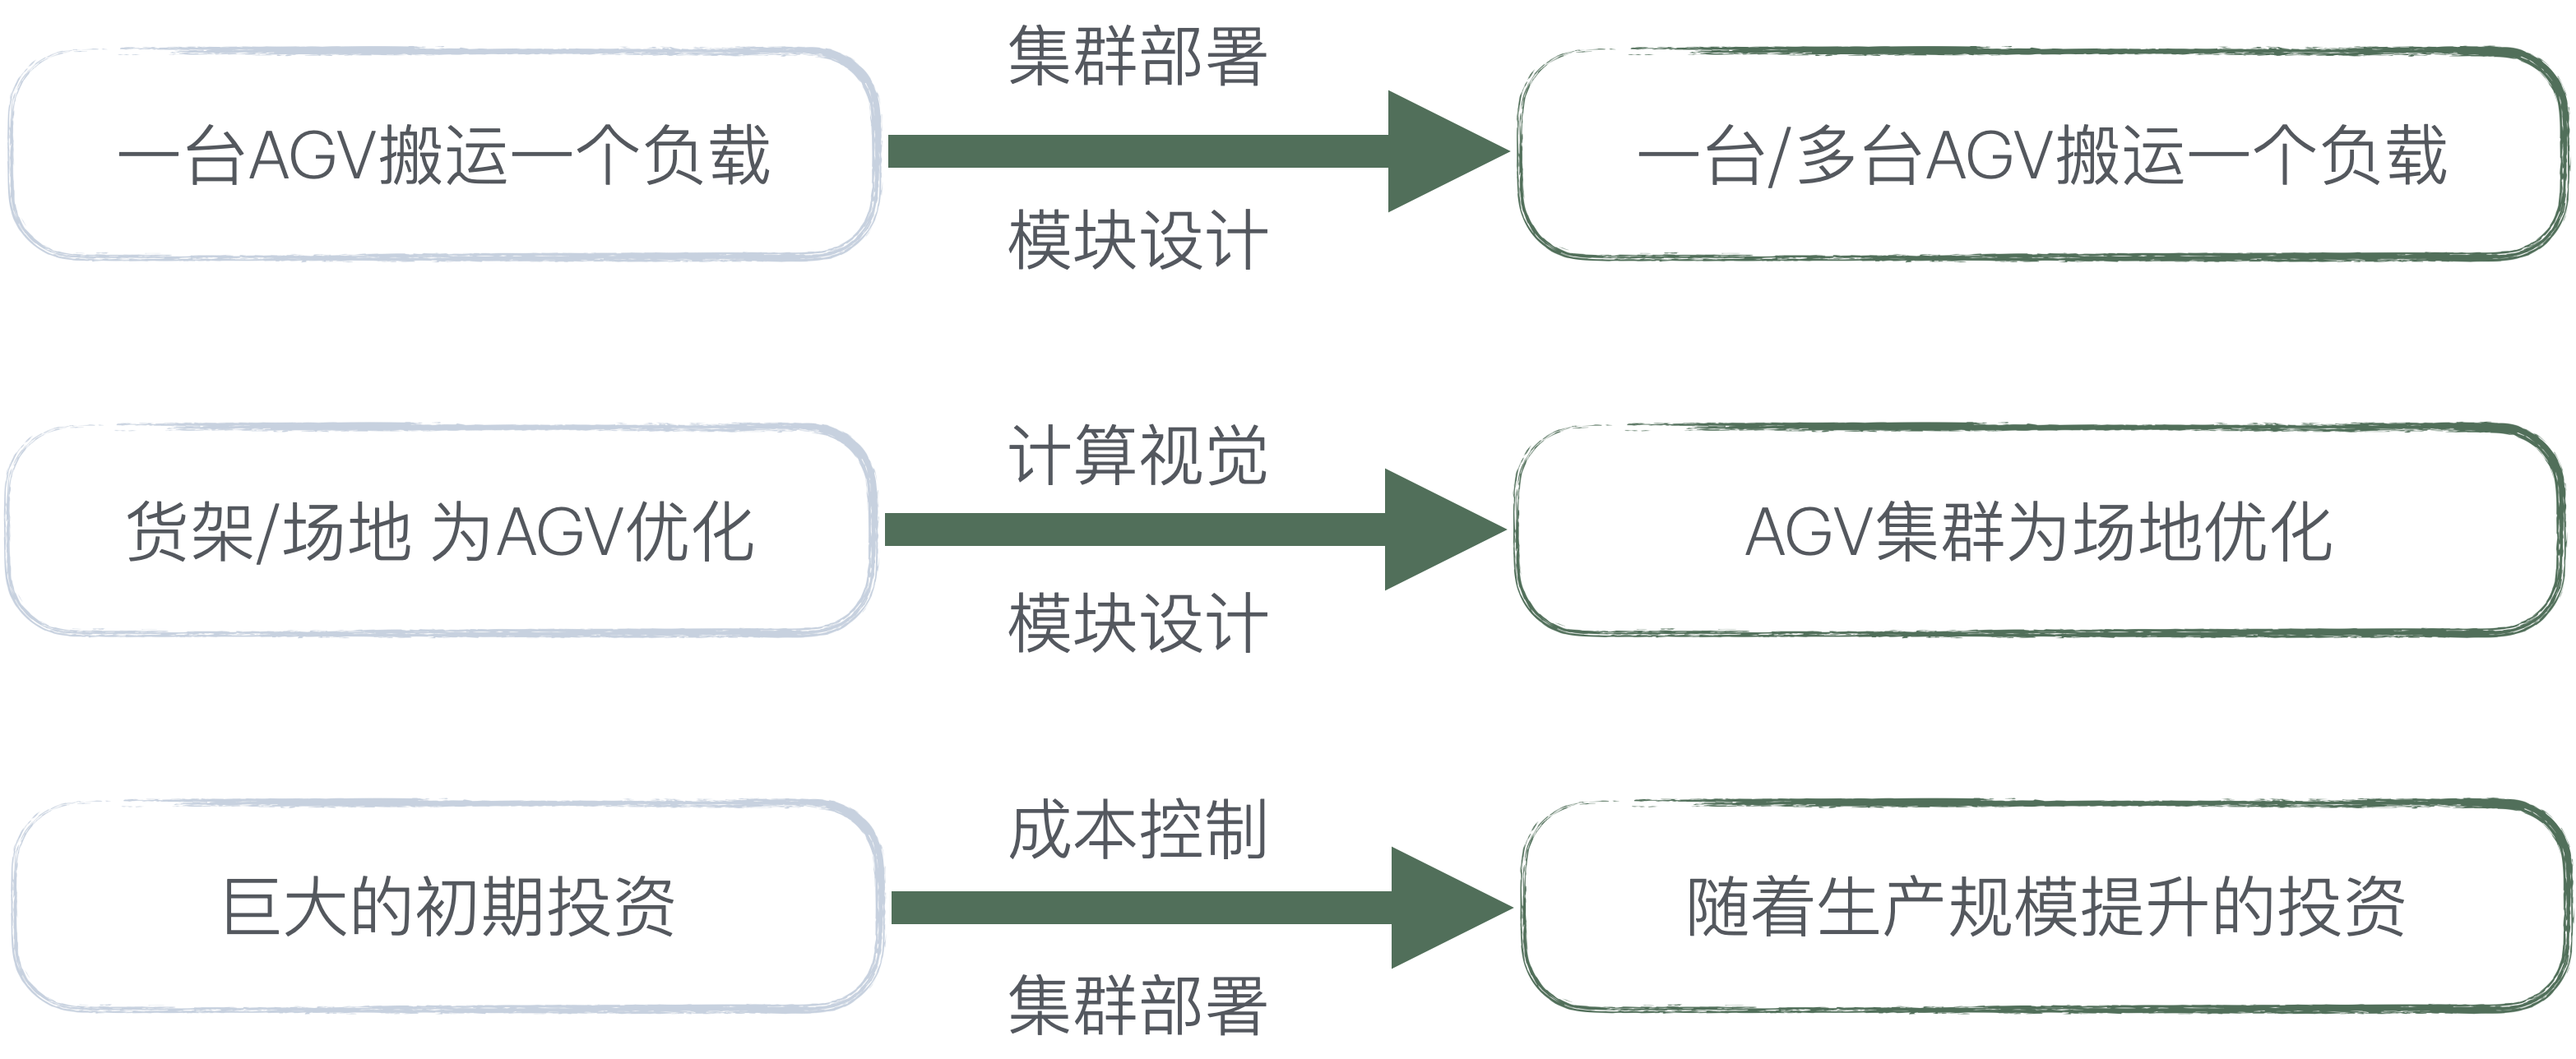 集群部署
一台AGV搬运一个负载
一台/多台AGV搬运一个负载
模块设计
计算视觉
货架/场地 为AGV优化
AGV集群为场地优化
模块设计
成本控制
巨大的初期投资
随着生产规模提升的投资
集群部署